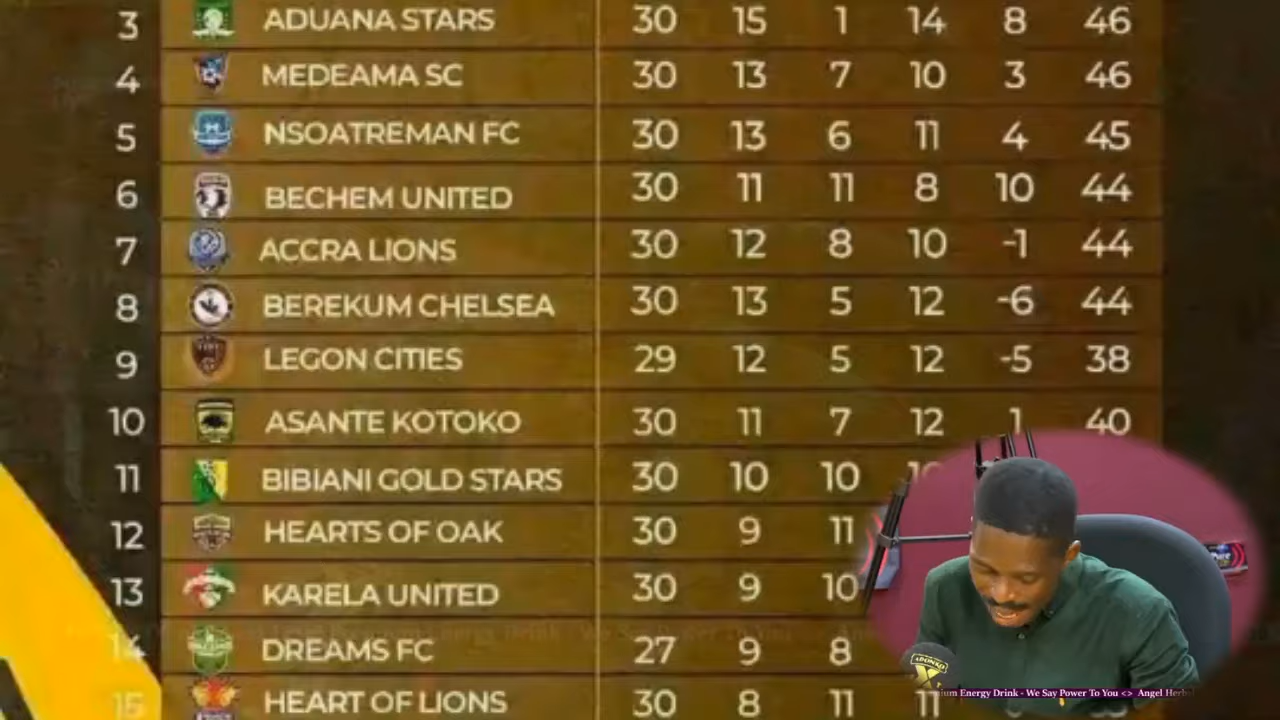 3 ADUANA STARS 30 15 1 14 8 46
4 MEDEAMA SC 30 13 7 10 3 46
5 NSOATREMAN FC 30 13 6 11 4 45
6 BECHEM UNITED 30 11 11 8 10 44
7 ACCRA LIONS 30 12 8 10 -1 44
8 BEREKUM CHELSEA 30 13 5 12 -6 44
9 LEGON CITIES 29 12 5 12 -5 38
10 ASANTE KOTOKO 30 11 7 12 1 40
11 BIBIANI GOLD STARS 30 10 10
12 HEARTS OF OAK 30 9 11
13 KARELA UNITED 30 9 10
14 DREAMS FC 27 9 8
15 HEART OF LIONS 30 8 11 11
ADONKO
Energy Drink - We Say Power To You <> Angel